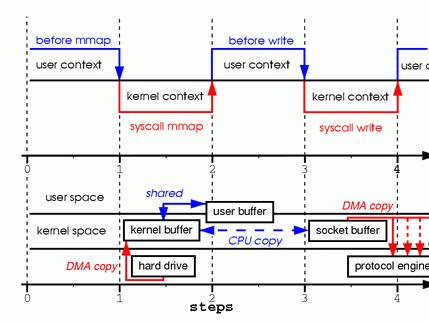 before mmap before write
user context user context user c
kernel context kernel context
syscall mmap syscall write
0 1 2 3 4
user space shared DMA copy
user buffer
kernel space kernel buffer socket buffer
CPU copy
DMA copy hard drive protocol engine
0 1 2 3 4
steps